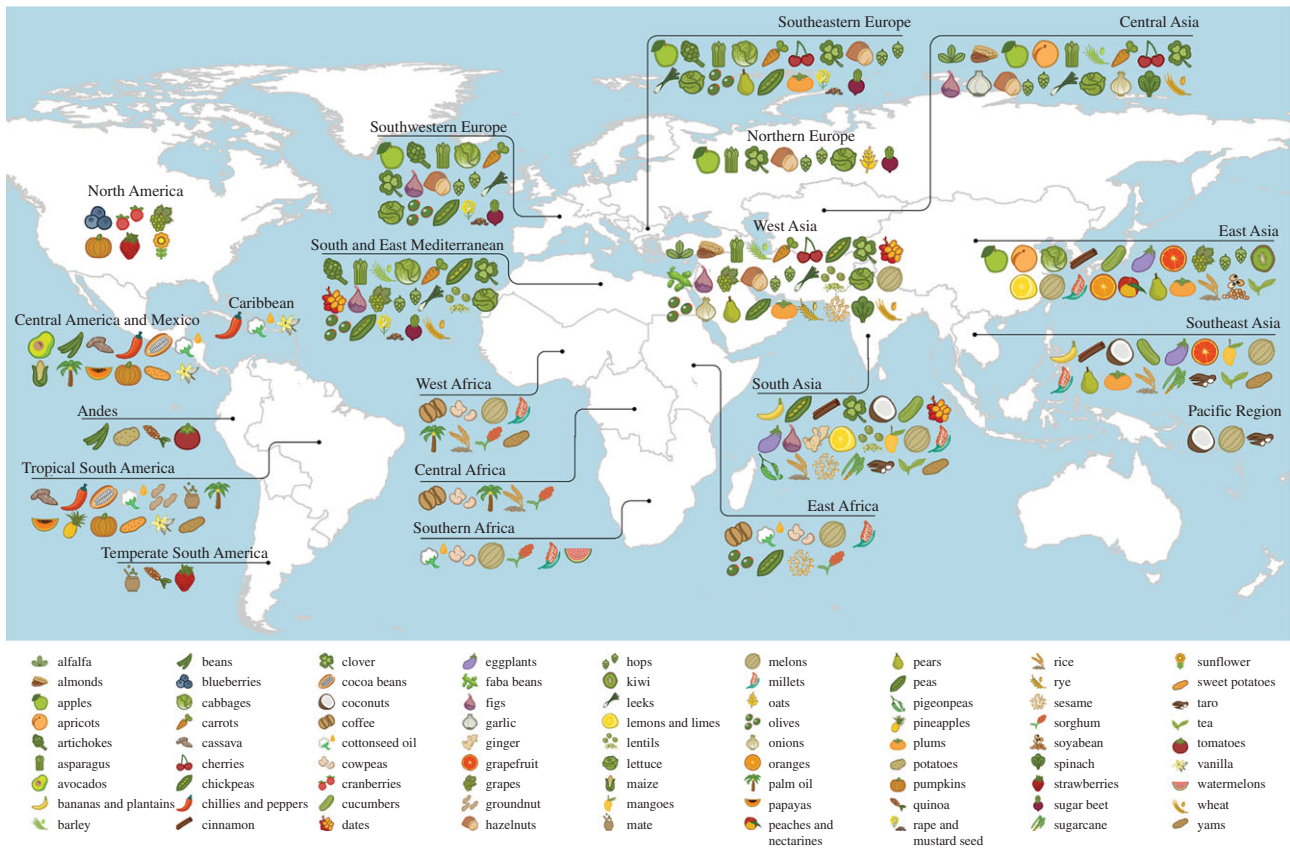 Southeastern Europe
Central Asia
Southwestern Europe
Northern Europe
North America
West Asia
East Asia
South and East Mediterranean
Caribbean
Central America and Mexico
Southeast Asia
West Africa
South Asia
Andes
Pacific Region
Tropical South America
Central Africa
East Africa
Southern Africa
Temperate South America
alfalfa
almonds
apples
apricots
artichokes
asparagus
avocados
bananas and plantains
barley
beans
blueberries
cabbages
carrots
cassava
cherries
chickpeas
chillies and peppers
cinnamon
clover
cocoa beans
coconuts
coffee
cottonseed oil
cowpeas
cranberries
cucumbers
dates
eggplants
faba beans
figs
garlic
ginger
grapefruit
grapes
groundnut
hazelnuts
hops
kiwi
leeks
lemons and limes
lentils
lettuce
maize
mangoes
mate
melons
millets
oats
olives
onions
oranges
palm oil
papayas
peaches and
nectarines
pears
peas
pigeonpeas
pineapples
plums
potatoes
pumpkins
quinoa
rape and
mustard seed
rice
rye
sesame
sorghum
soyabean
spinach
strawberries
sugar beet
sugarcane
sunflower
sweet potatoes
taro
tea
tomatoes
vanilla
watermelons
wheat
yams